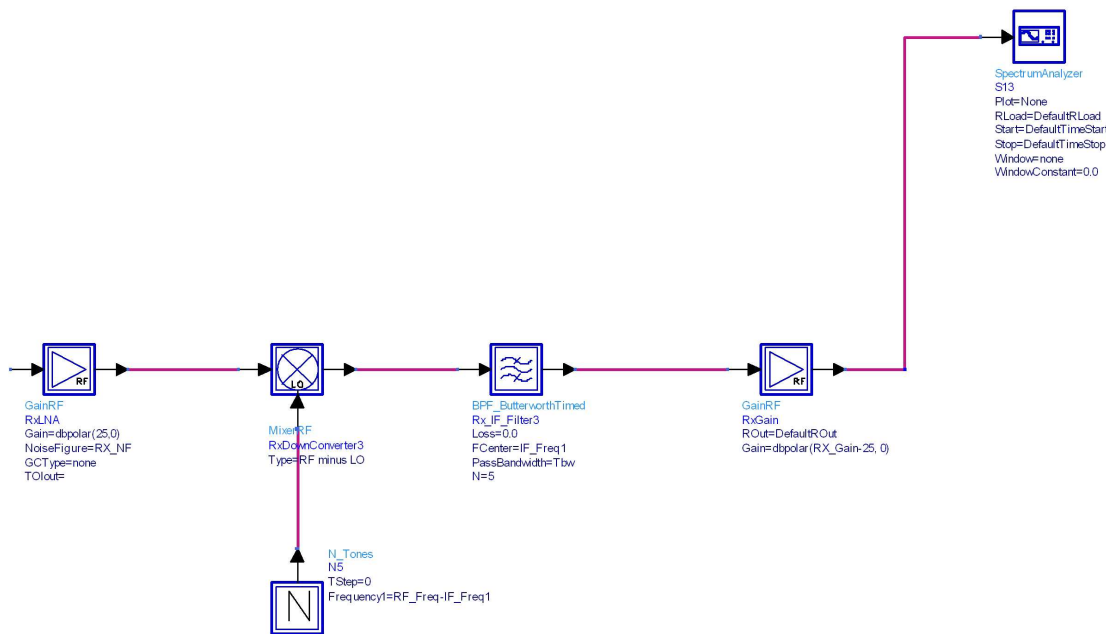 SpectrumAnalyzer
S13
Plot=None
RLoad=DefaultRLoad
Start=DefaultTimeStart
Stop=DefaultTimeStop
Window=none
WindowConstant=0.0
RF
GainRF
RxLNA
Gain=dbpolar(25,0)
NoiseFigure=RX_NF
GCType=none
TOIout=
LO
MixerRF
RxDownConverter3
Type=RF minus LO
BPF_ButterworthTimed
Rx_IF_Filter3
Loss=0.0
FCenter=IF_Freq1
PassBandwidth=Tbw
N=5
RF
GainRF
RxGain
ROut=DefaultROut
Gain=dbpolar(RX_Gain-25, 0)
N_Tones
N5
TStep=0
Frequency1=RF_Freq-IF_Freq1
N